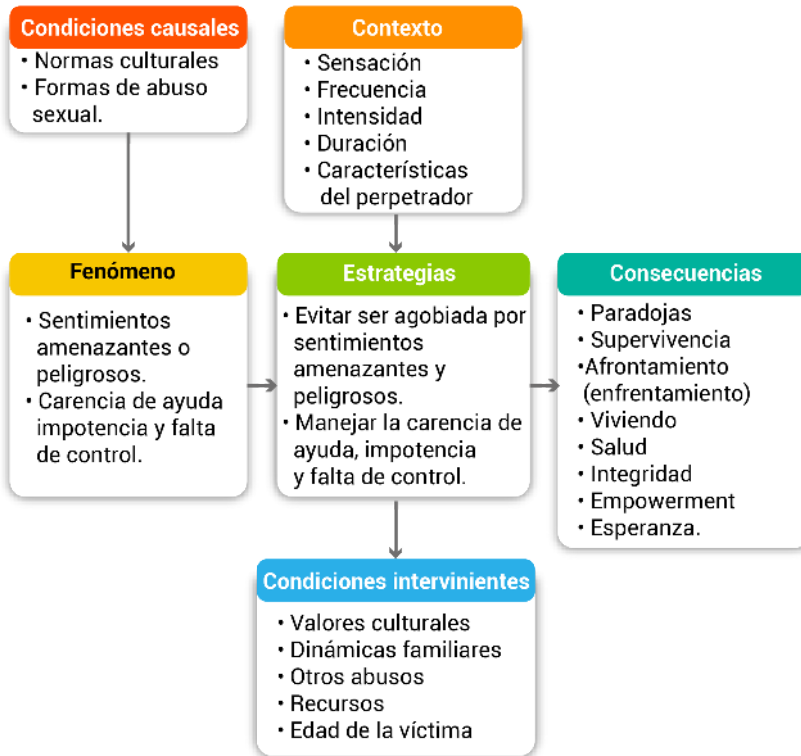 Condiciones causales
• Normas culturales
• Formas de abuso
sexual.
Contexto
• Sensación
• Frecuencia
• Intensidad
• Duración
• Características
del perpetrador
Fenómeno
• Sentimientos
amenazantes o
peligrosos.
• Carencia de ayuda
impotencia y falta
de control.
Estrategias
• Evitar ser agobiada por
sentimientos
amenazantes y
peligrosos.
• Manejar la carencia de
ayuda, impotencia
y falta de control.
Consecuencias
• Paradojas
• Supervivencia
•Afrontamiento
(enfrentamiento)
• Viviendo
• Salud
• Integridad
• Empowerment
• Esperanza.
Condiciones intervinientes
• Valores culturales
• Dinámicas familiares
• Otros abusos
• Recursos
• Edad de la víctima